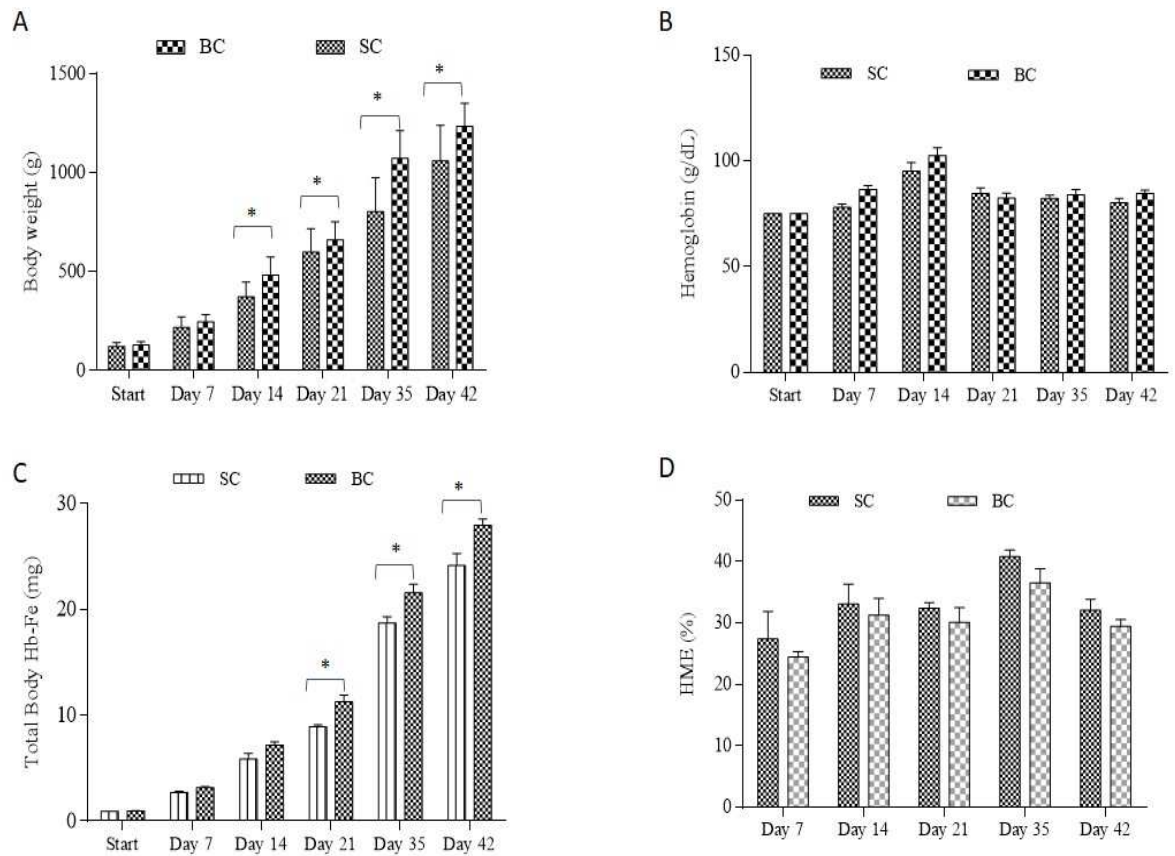 A
BC
SC
Body weight (g)
1500
1000
500
0
*
*
*
*
Start
Day 7
Day 14
Day 21
Day 35
Day 42
B
SC
BC
Hemoglobin (g/dL)
150
100
50
0
Start
Day 7
Day 14
Day 21
Day 35
Day 42
C
SC
BC
Total Body Hb-Fe (mg)
30
20
10
0
*
*
*
Start
Day 7
Day 14
Day 21
Day 35
Day 42
D
SC
BC
HME (%)
50
40
30
20
10
0
Day 7
Day 14
Day 21
Day 35
Day 42